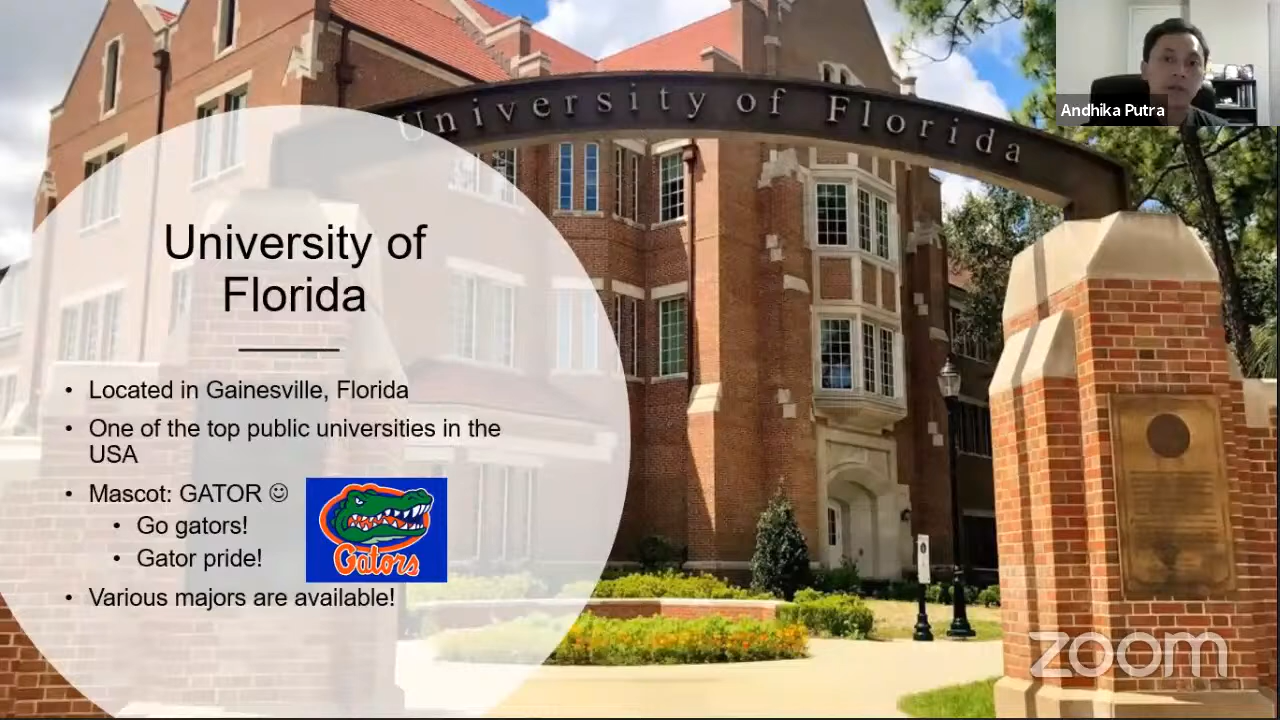 University of Florida
Andhika Putra
University of
Florida
• Located in Gainesville, Florida
• One of the top public universities in the
USA
• Mascot: GATOR ☺
• Go gators!
• Gator pride!
Gators
• Various majors are available!
zoom